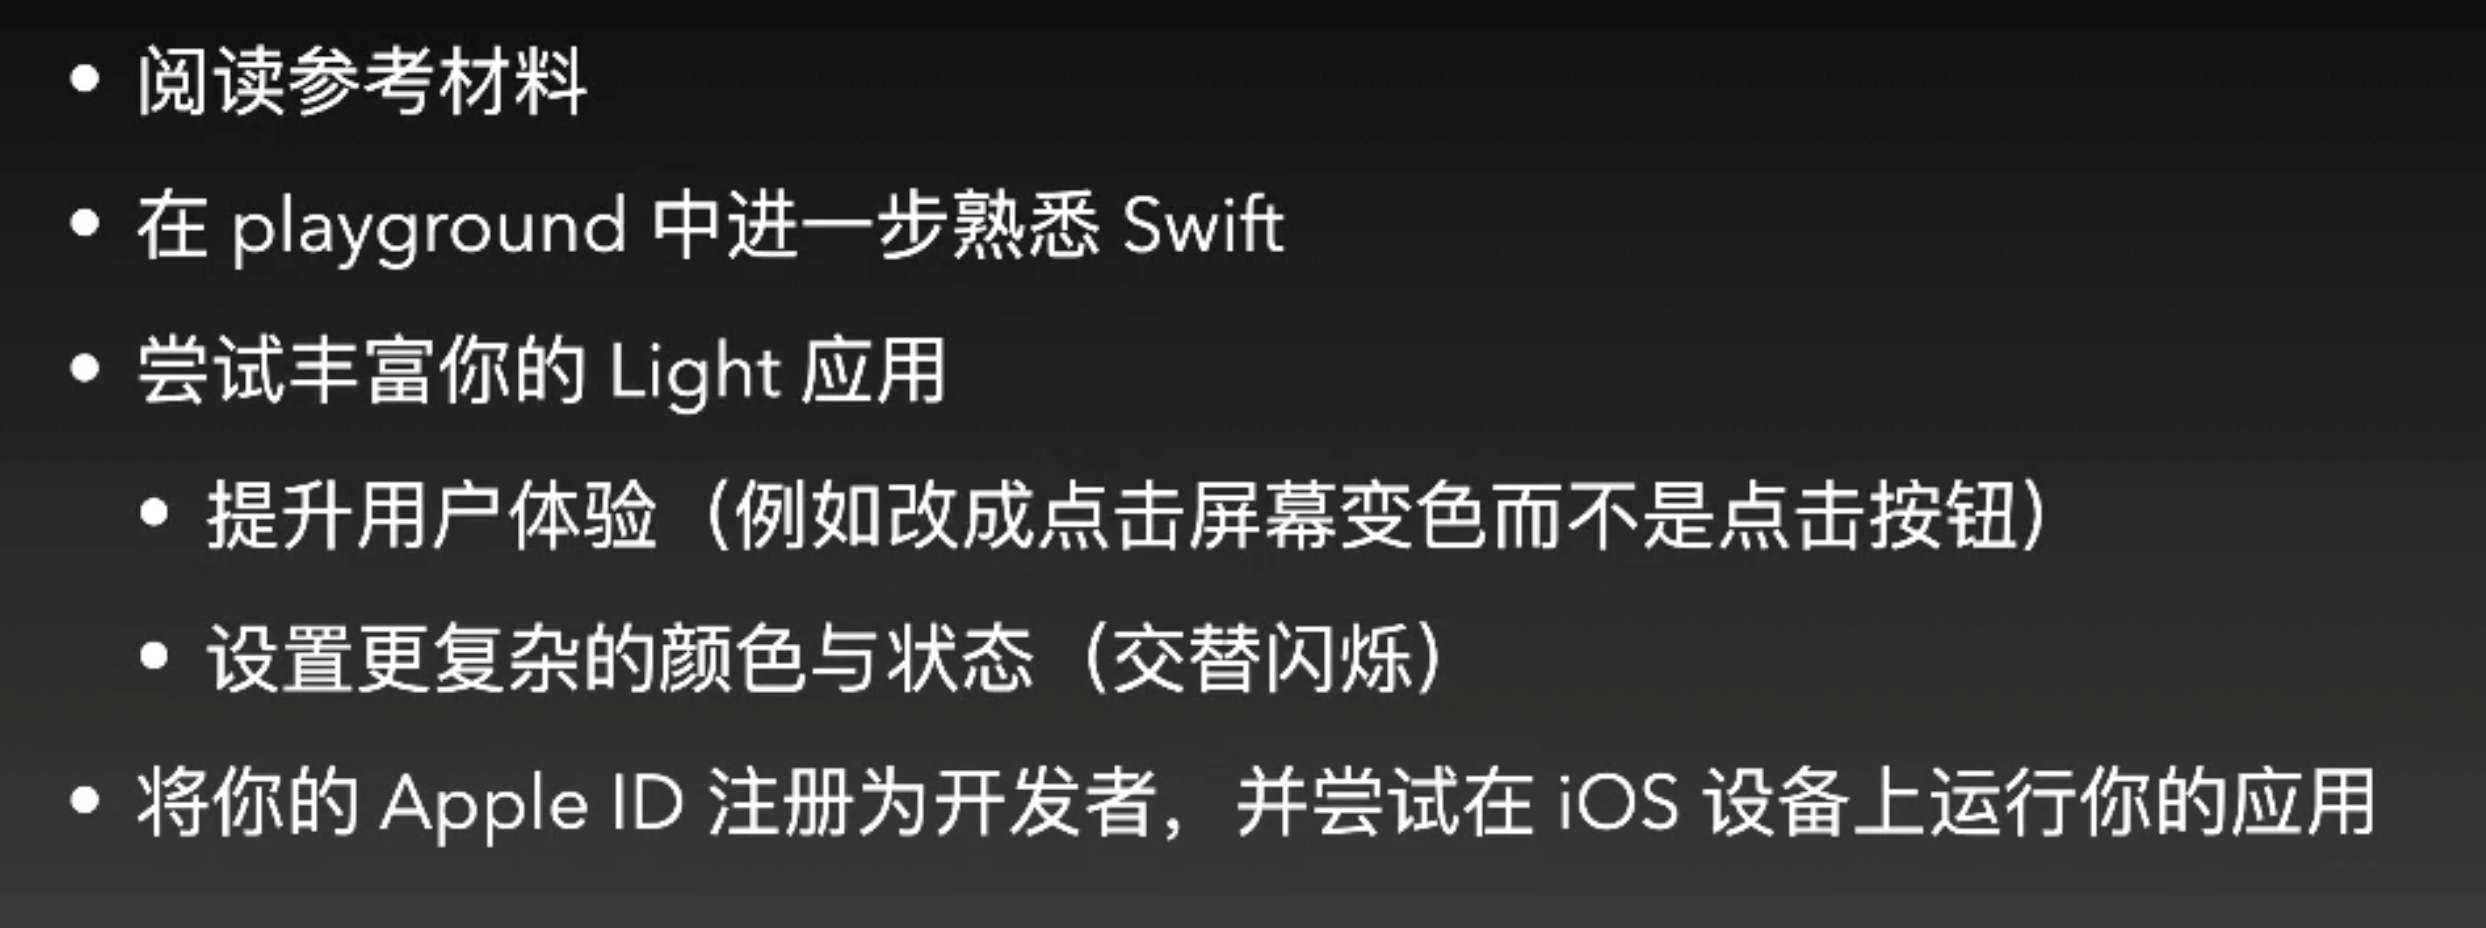 • 阅读参考材料
• 在 playground 中进一步熟悉 Swift
• 尝试丰富你的 Light 应用
• 提升用户体验（例如改成点击屏幕变色而不是点击按钮）
• 设置更复杂的颜色与状态（交替闪烁）
• 将你的 Apple ID 注册为开发者，并尝试在 iOS 设备上运行你的应用